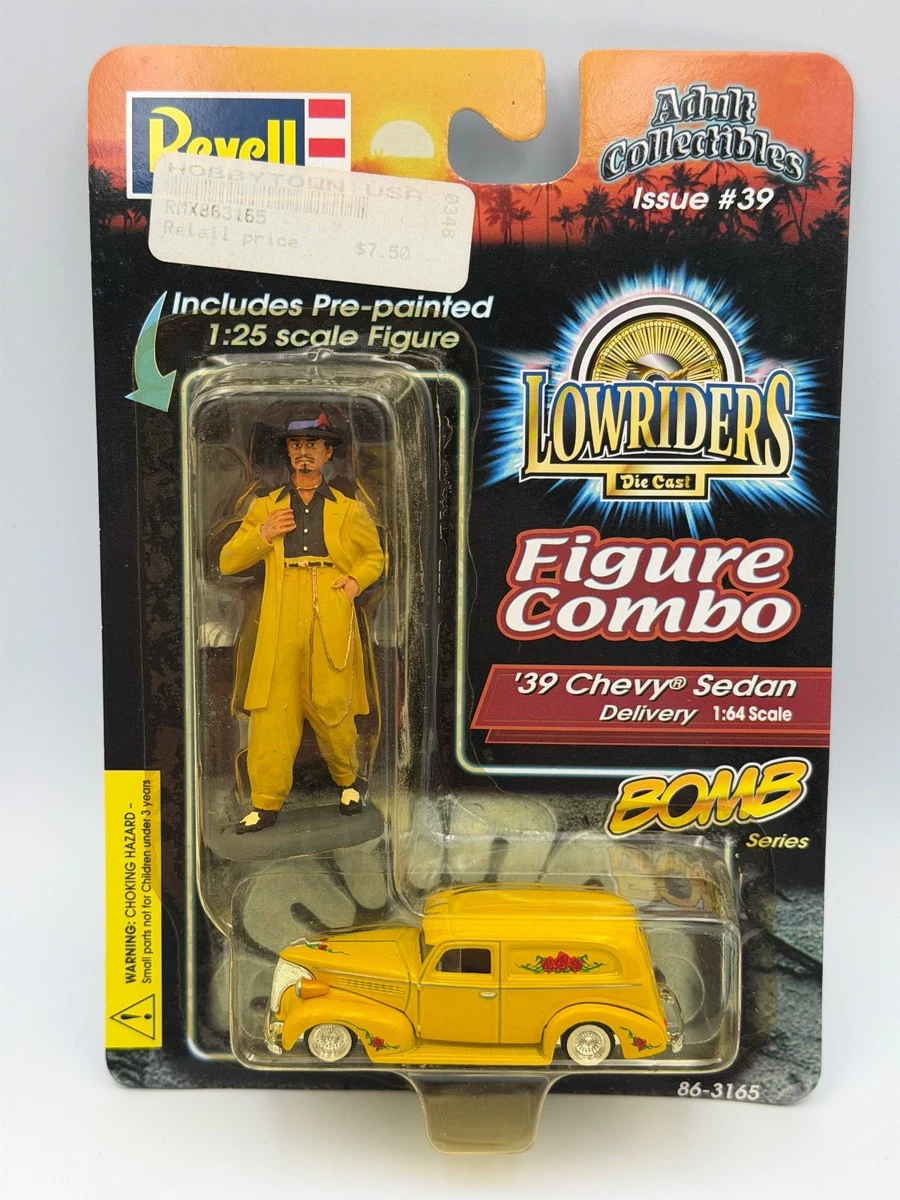 Revell
HOBBYTOWN USA
0348
RMX863165
Retail price $7.50
Adult
Collectibles
Issue #39
Includes Pre-painted
1:25 scale Figure
LOWRIDERS
Die Cast
Figure
Combo
'39 Chevy® Sedan
Delivery 1:64 Scale
BOMB
Series
WARNING: CHOKING HAZARD -
Small parts not for Children under 3 years
86-3165